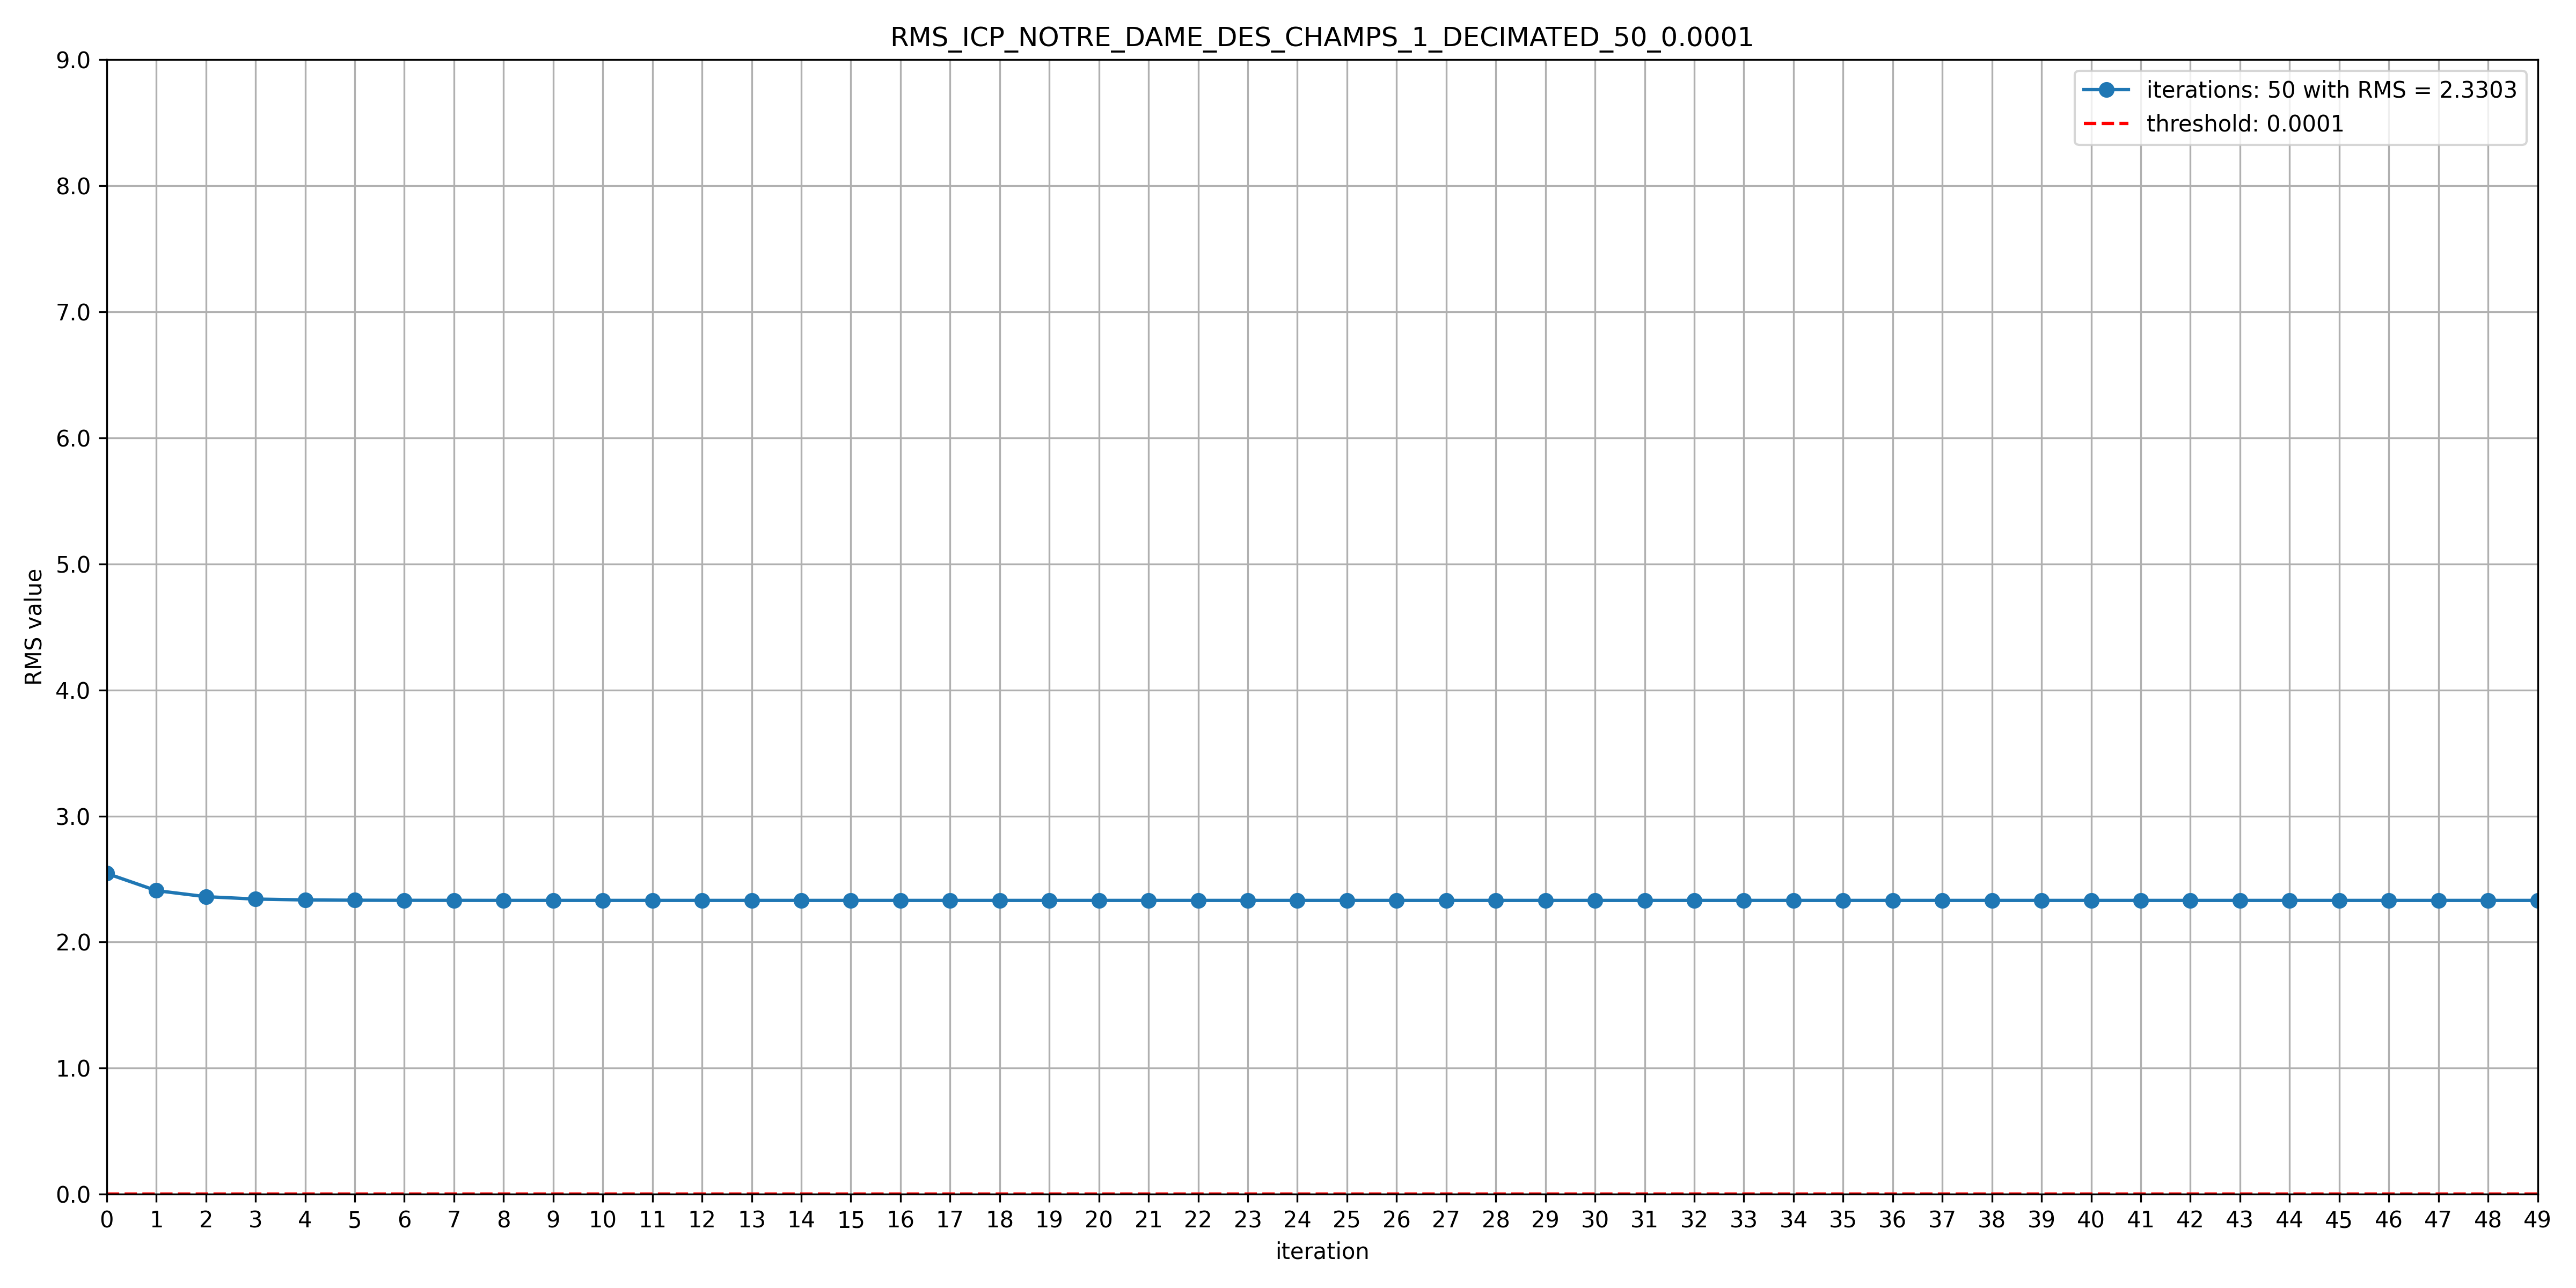 RMS_ICP_NOTRE_DAME_DES_CHAMPS_1_DECIMATED_50_0.0001
iterations: 50 with RMS = 2.3303
threshold: 0.0001
9.0
8.0
7.0
6.0
5.0
4.0
3.0
2.0
1.0
0.0
RMS value
0 1 2 3 4 5 6 7 8 9 10 11 12 13 14 15 16 17 18 19 20 21 22 23 24 25 26 27 28 29 30 31 32 33 34 35 36 37 38 39 40 41 42 43 44 45 46 47 48 49
iteration